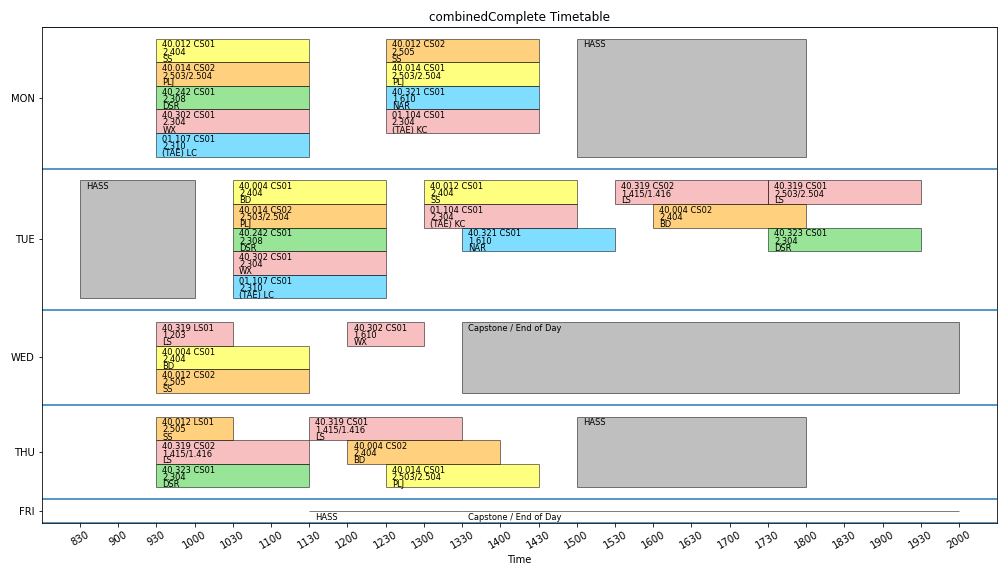 combinedComplete Timetable
MON
40.012 CS01
2.404
SS
40.014 CS02
2.503/2.504
PLJ
40.242 CS01
2.308
DSR
40.302 CS01
2.304
WX
01.107 CS01
2.310
(TAE) LC
40.012 CS02
2.505
SS
40.014 CS01
2.503/2.504
PLJ
40.321 CS01
1.610
NAR
01.104 CS01
2.304
(TAE) KC
HASS
TUE
HASS
40.004 CS01
2.404
BD
40.014 CS02
2.503/2.504
PLJ
40.242 CS01
2.308
DSR
40.302 CS01
2.304
WX
01.107 CS01
2.310
(TAE) LC
40.012 CS01
2.404
SS
01.104 CS01
2.304
(TAE) KC
40.321 CS01
1.610
NAR
40.319 CS02
1.415/1.416
LS
40.004 CS02
2.404
BD
40.319 CS01
2.503/2.504
LS
40.323 CS01
2.304
DSR
WED
40.319 LS01
1.203
LS
40.004 CS01
2.404
BD
40.012 CS01
2.505
SS
40.302 CS01
1.610
WX
Capstone / End of Day
THU
40.012 LS01
2.505
SS
40.319 CS02
1.415/1.416
LS
40.323 CS01
2.304
DSR
40.319 CS01
1.415/1.416
LS
40.004 CS02
2.404
BD
40.014 CS01
2.503/2.504
PLJ
HASS
FRI
HASS
Capstone / End of Day
830 900 930 1000 1030 1100 1130 1200 1230 1300 1330 1400 1430 1500 1530 1600 1630 1700 1730 1800 1830 1900 1930 2000
Time